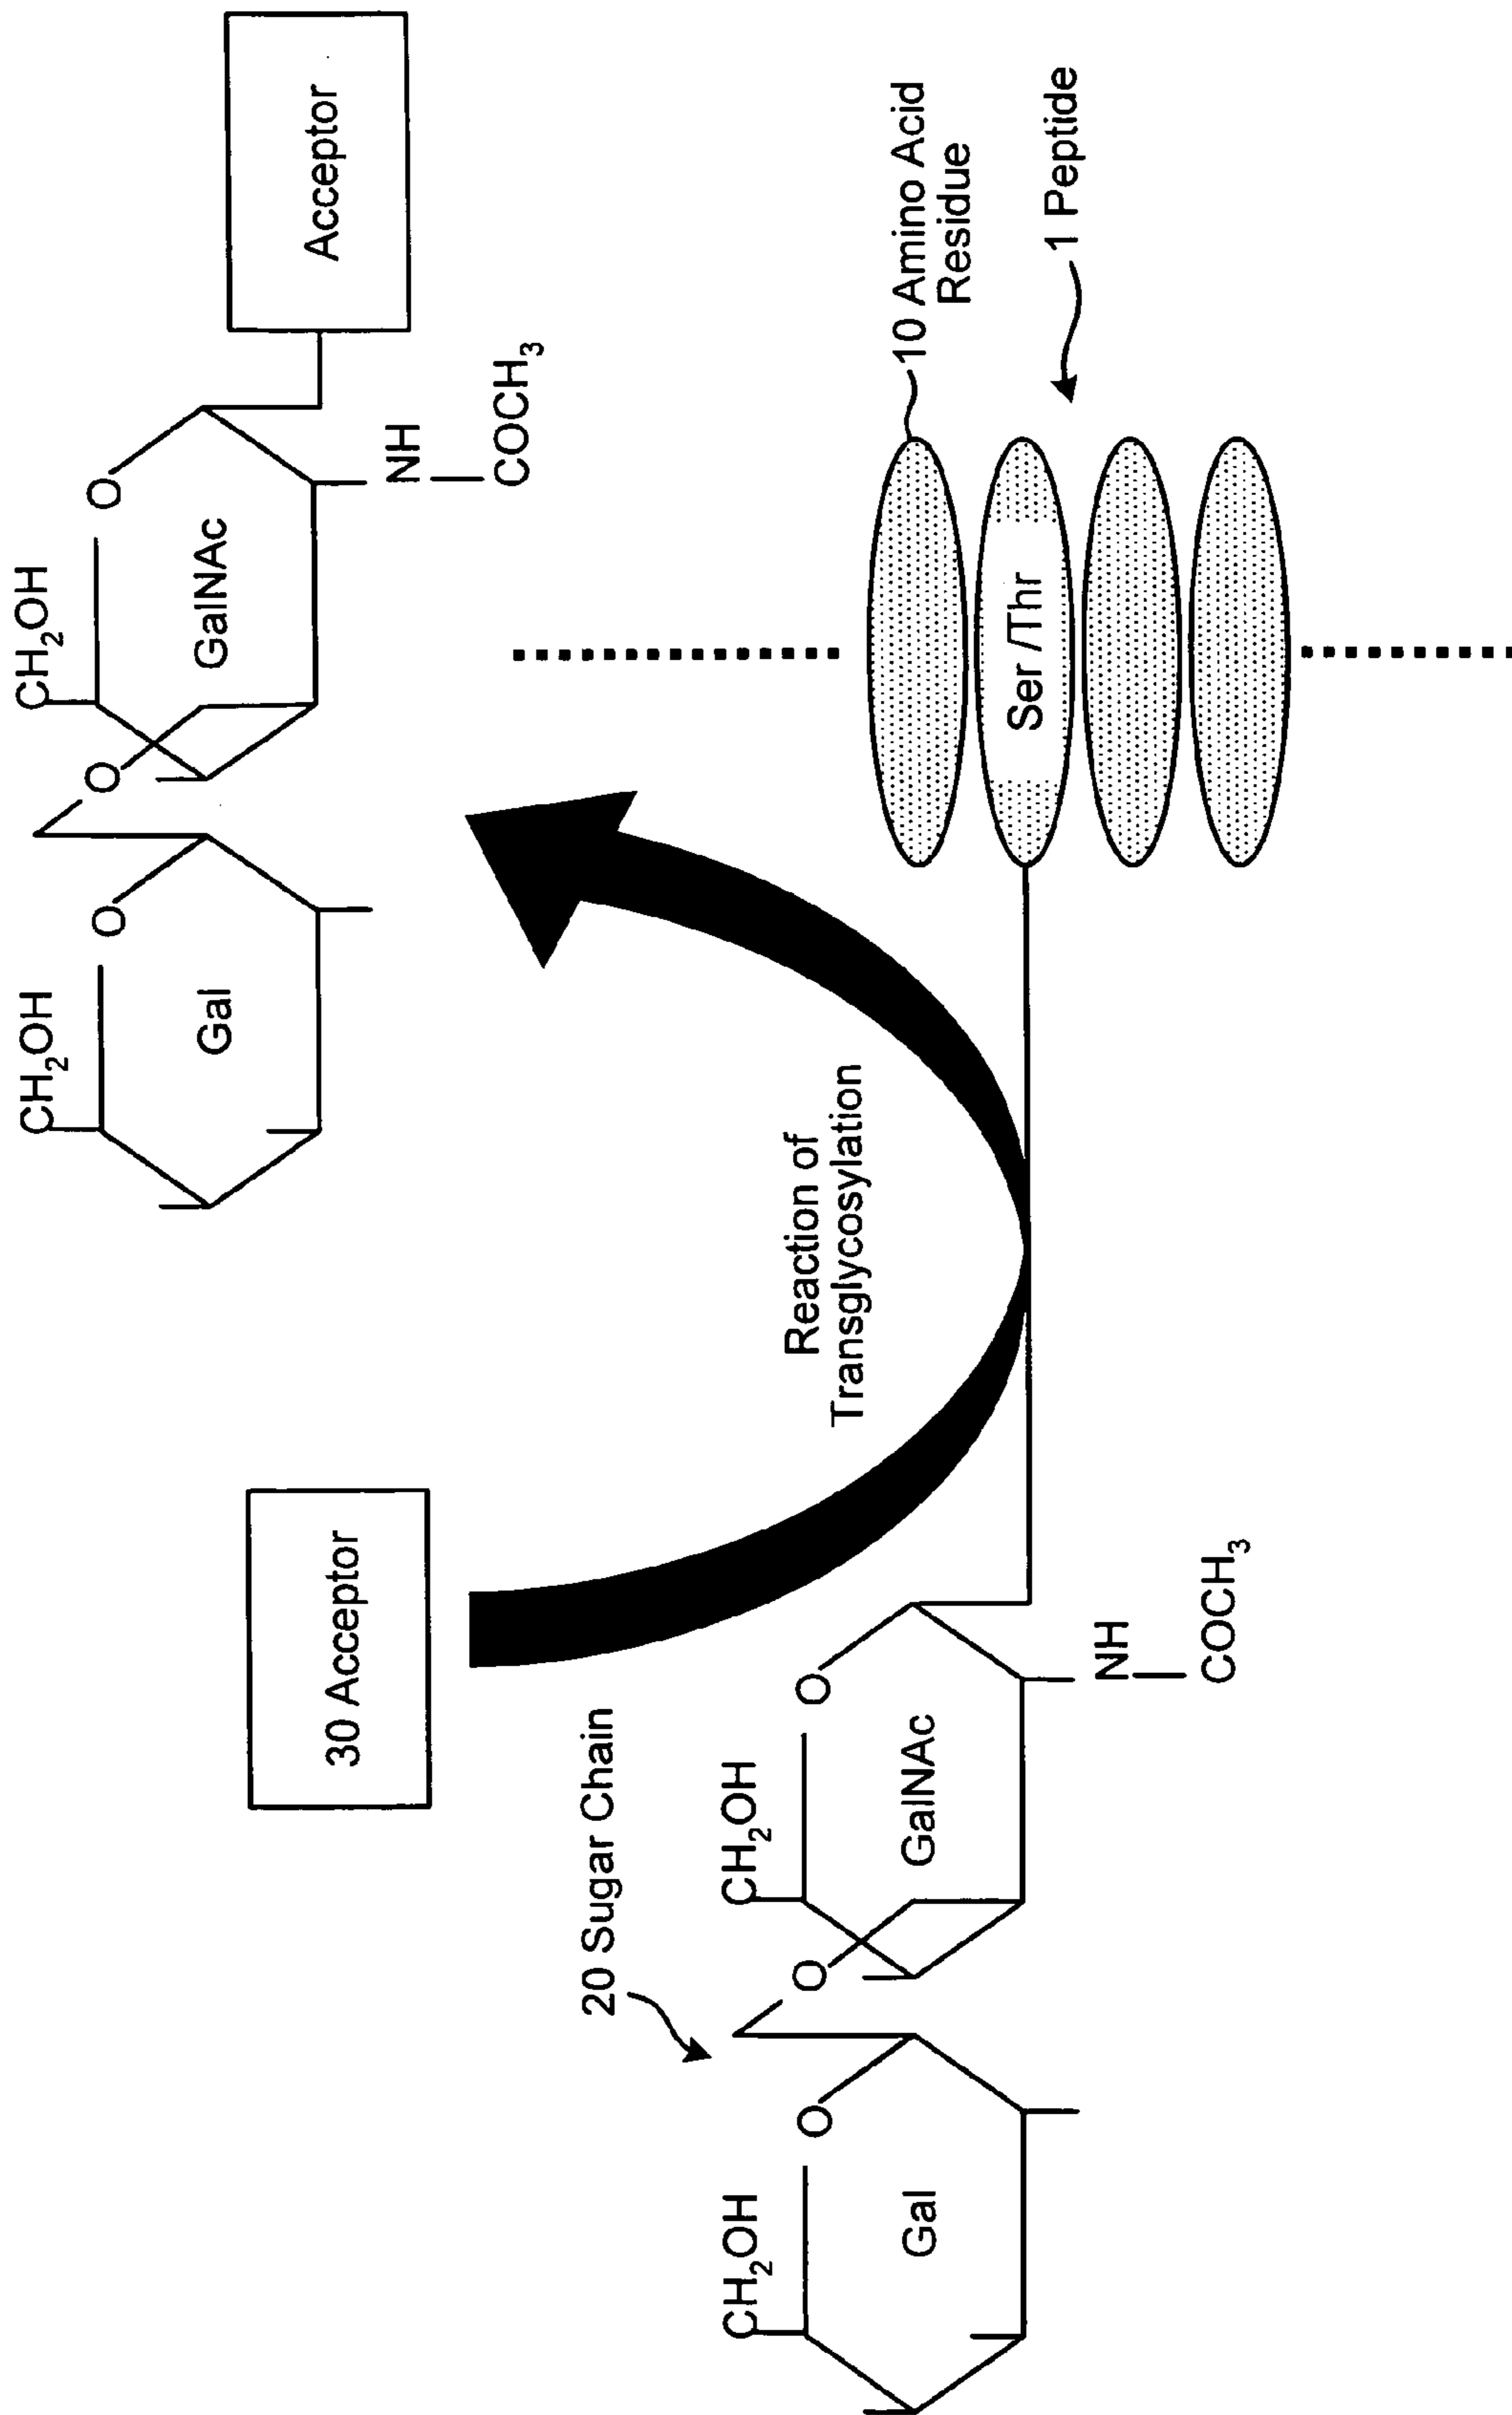 CH₂OH
O
Gal
O
CH₂OH
O
GalNAc
NH
COCH₃
Acceptor
30 Acceptor
Reaction of
Transglycosylation
20 Sugar Chain
CH₂OH
O
Gal
O
CH₂OH
O
GalNAc
NH
COCH₃
10 Amino Acid
Residue
Ser /Thr
1 Peptide